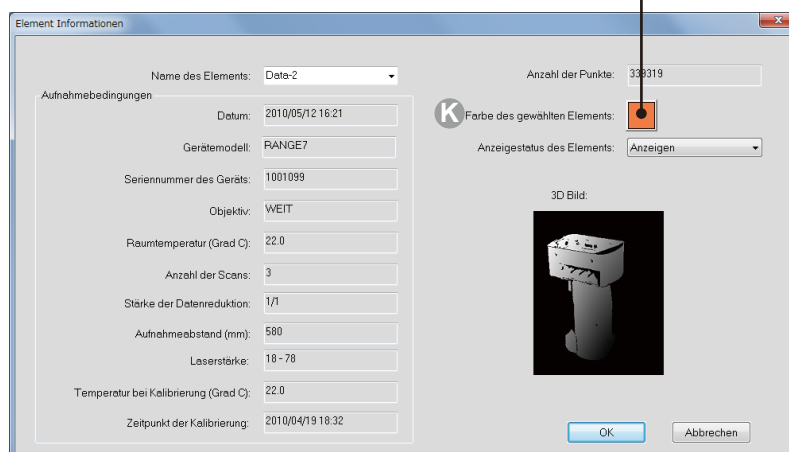 Element Informationen
Name des Elements: Data-2
Aufnahmebedingungen
Datum: 2010/05/12 16:21
Gerätemodell: RANGE7
Seriennummer des Geräts: 1001099
Objektiv: WEIT
Raumtemperatur (Grad C): 22.0
Anzahl der Scans: 3
Stärke der Datenreduktion: 1/1
Aufnahmeabstand (mm): 580
Laserstärke: 18 - 78
Temperatur bei Kalibrierung (Grad C): 22.0
Zeitpunkt der Kalibrierung: 2010/04/19 18:32
Anzahl der Punkte:
K Farbe des gewählten Elements:
Anzeigestatus des Elements: Anzeigen
3D Bild:
OK Abbrechen